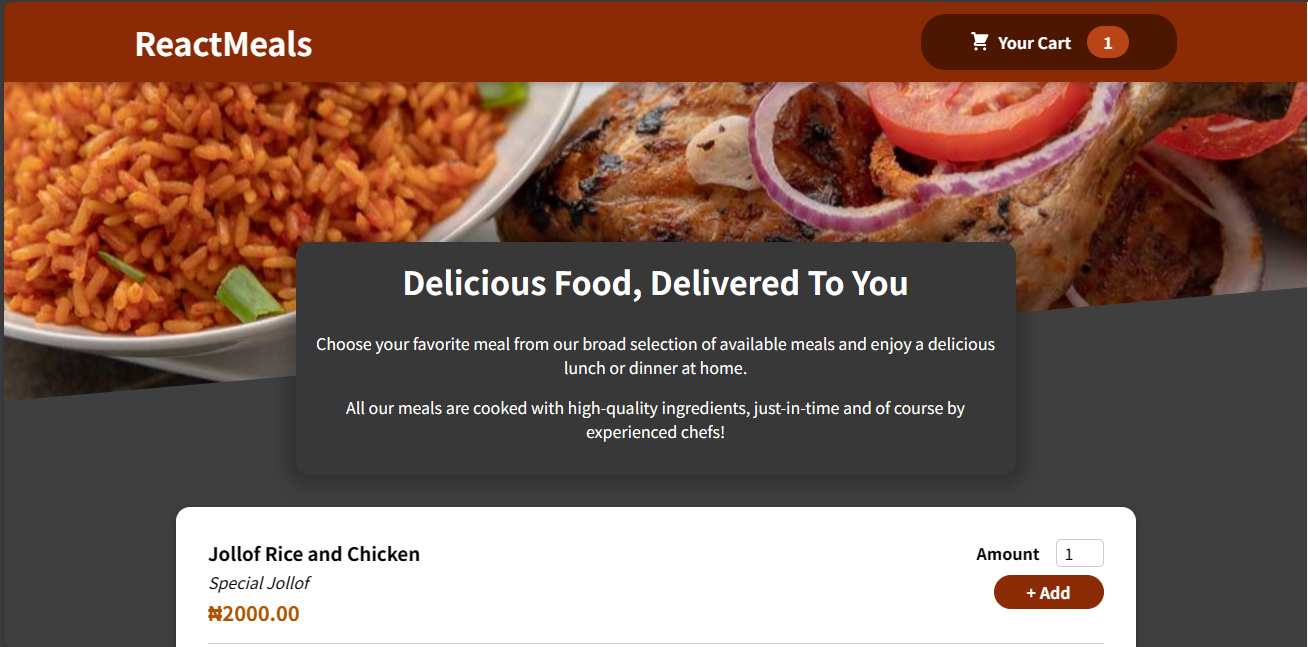 ReactMeals
Your Cart 1
Delicious Food, Delivered To You
Choose your favorite meal from our broad selection of available meals and enjoy a delicious
lunch or dinner at home.
All our meals are cooked with high-quality ingredients, just-in-time and of course by
experienced chefs!
Jollof Rice and Chicken
Amount 1
Special Jollof
+ Add
₦2000.00